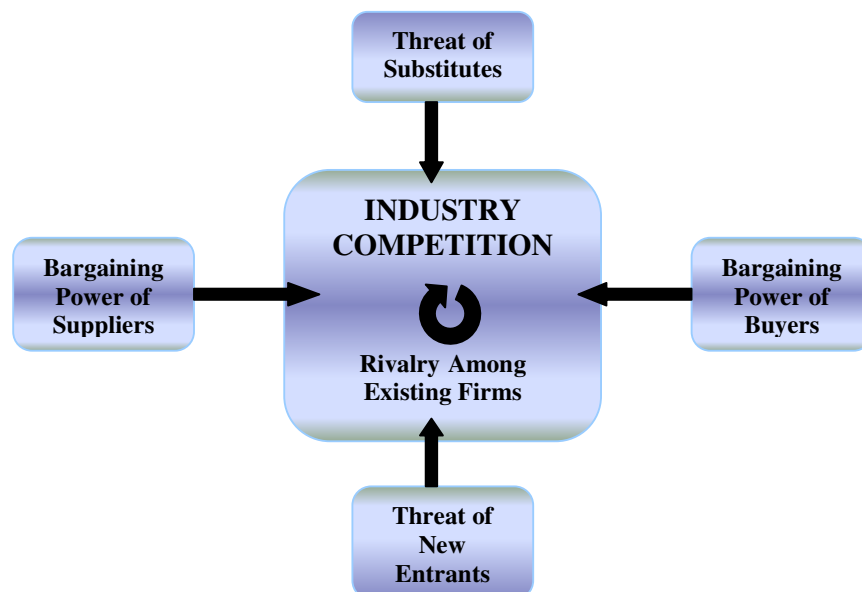 Threat of
Substitutes
INDUSTRY
COMPETITION
Bargaining
Power of
Suppliers
Bargaining
Power of
Buyers
Rivalry Among
Existing Firms
Threat of
New
Entrants